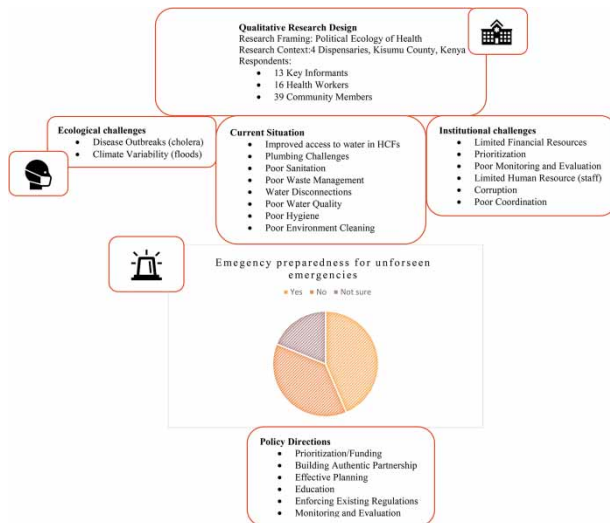 Qualitative Research Design
Research Framing: Political Ecology of Health
Research Context:4 Dispensaries, Kisumu County, Kenya
Respondents:
• 13 Key Informants
• 16 Health Workers
• 39 Community Members
Ecological challenges
• Disease Outbreaks (cholera)
• Climate Variability (floods)
Current Situation
• Improved access to water in HCFs
• Plumbing Challenges
• Poor Sanitation
• Poor Waste Management
• Water Disconnections
• Poor Water Quality
• Poor Hygiene
• Poor Environment Cleaning
Institutional challenges
• Limited Financial Resources
• Prioritization
• Poor Monitoring and Evaluation
• Limited Human Resource (staff)
• Corruption
• Poor Coordination
Emegency preparedness for unforseen
emergencies
Yes No Not sure
Policy Directions
• Prioritization/Funding
• Building Authentic Partnership
• Effective Planning
• Education
• Enforcing Existing Regulations
• Monitoring and Evaluation